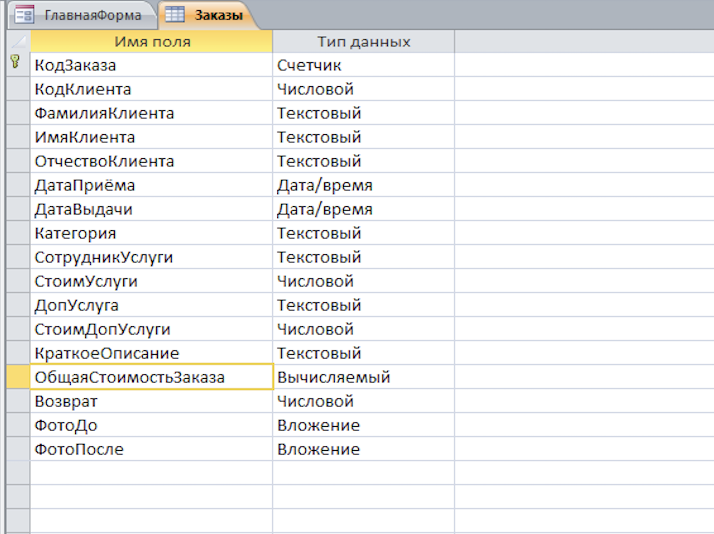 ГлавнаяФорма Заказы
Имя поля Тип данных
КодЗаказа Счетчик
КодКлиента Числовой
ФамилияКлиента Текстовый
ИмяКлиента Текстовый
ОтчествоКлиента Текстовый
ДатаПриёма Дата/время
ДатаВыдачи Дата/время
Категория Текстовый
СотрудникУслуги Текстовый
СтоимУслуги Числовой
ДопУслуга Текстовый
СтоимДопУслуги Числовой
КраткоеОписание Текстовый
ОбщаяСтоимостьЗаказа Вычисляемый
Возврат Числовой
ФотоДо Вложение
ФотоПосле Вложение